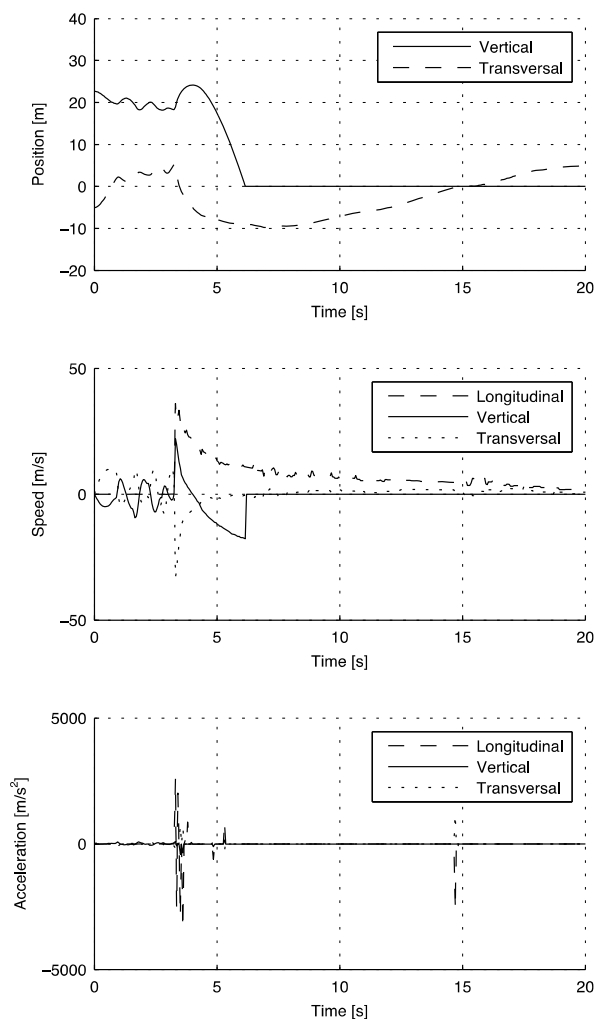 40
30
20
10
0
−10
−20
Position [m]
Vertical
Transversal
0 5 10 15 20
Time [s]
50
0
−50
Speed [m/s]
Longitudinal
Vertical
Transversal
0 5 10 15 20
Time [s]
5000
0
−5000
Acceleration [m/s²]
Longitudinal
Vertical
Transversal
0 5 10 15 20
Time [s]